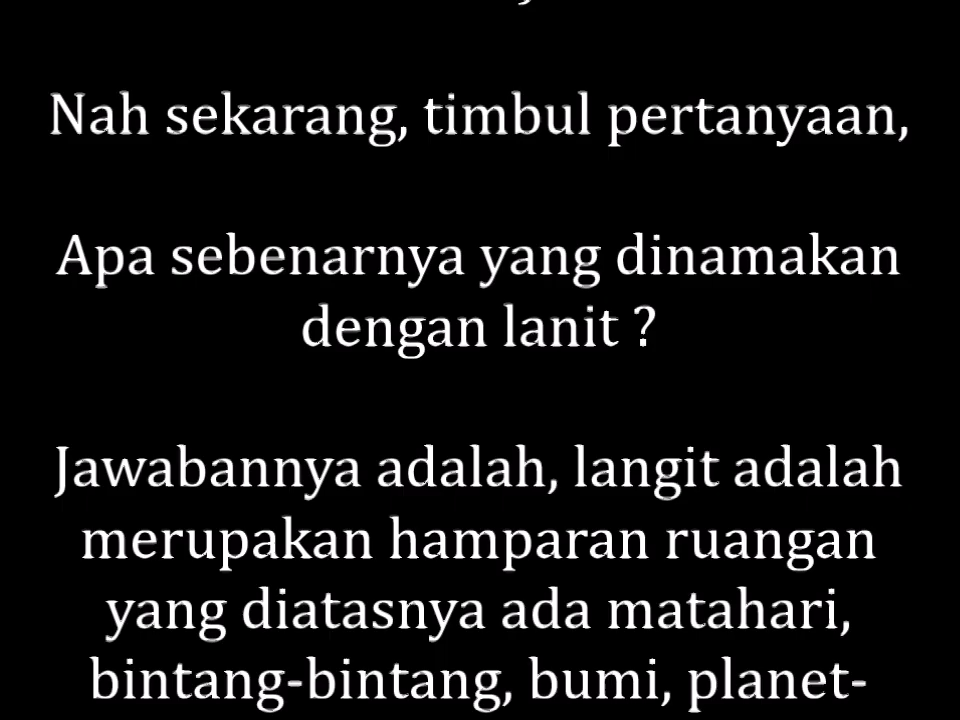 Nah sekarang, timbul pertanyaan,
Apa sebenarnya yang dinamakan
dengan lanit ?
Jawabannya adalah, langit adalah
merupakan hamparan ruangan
yang diatasnya ada matahari,
bintang-bintang, bumi, planet-